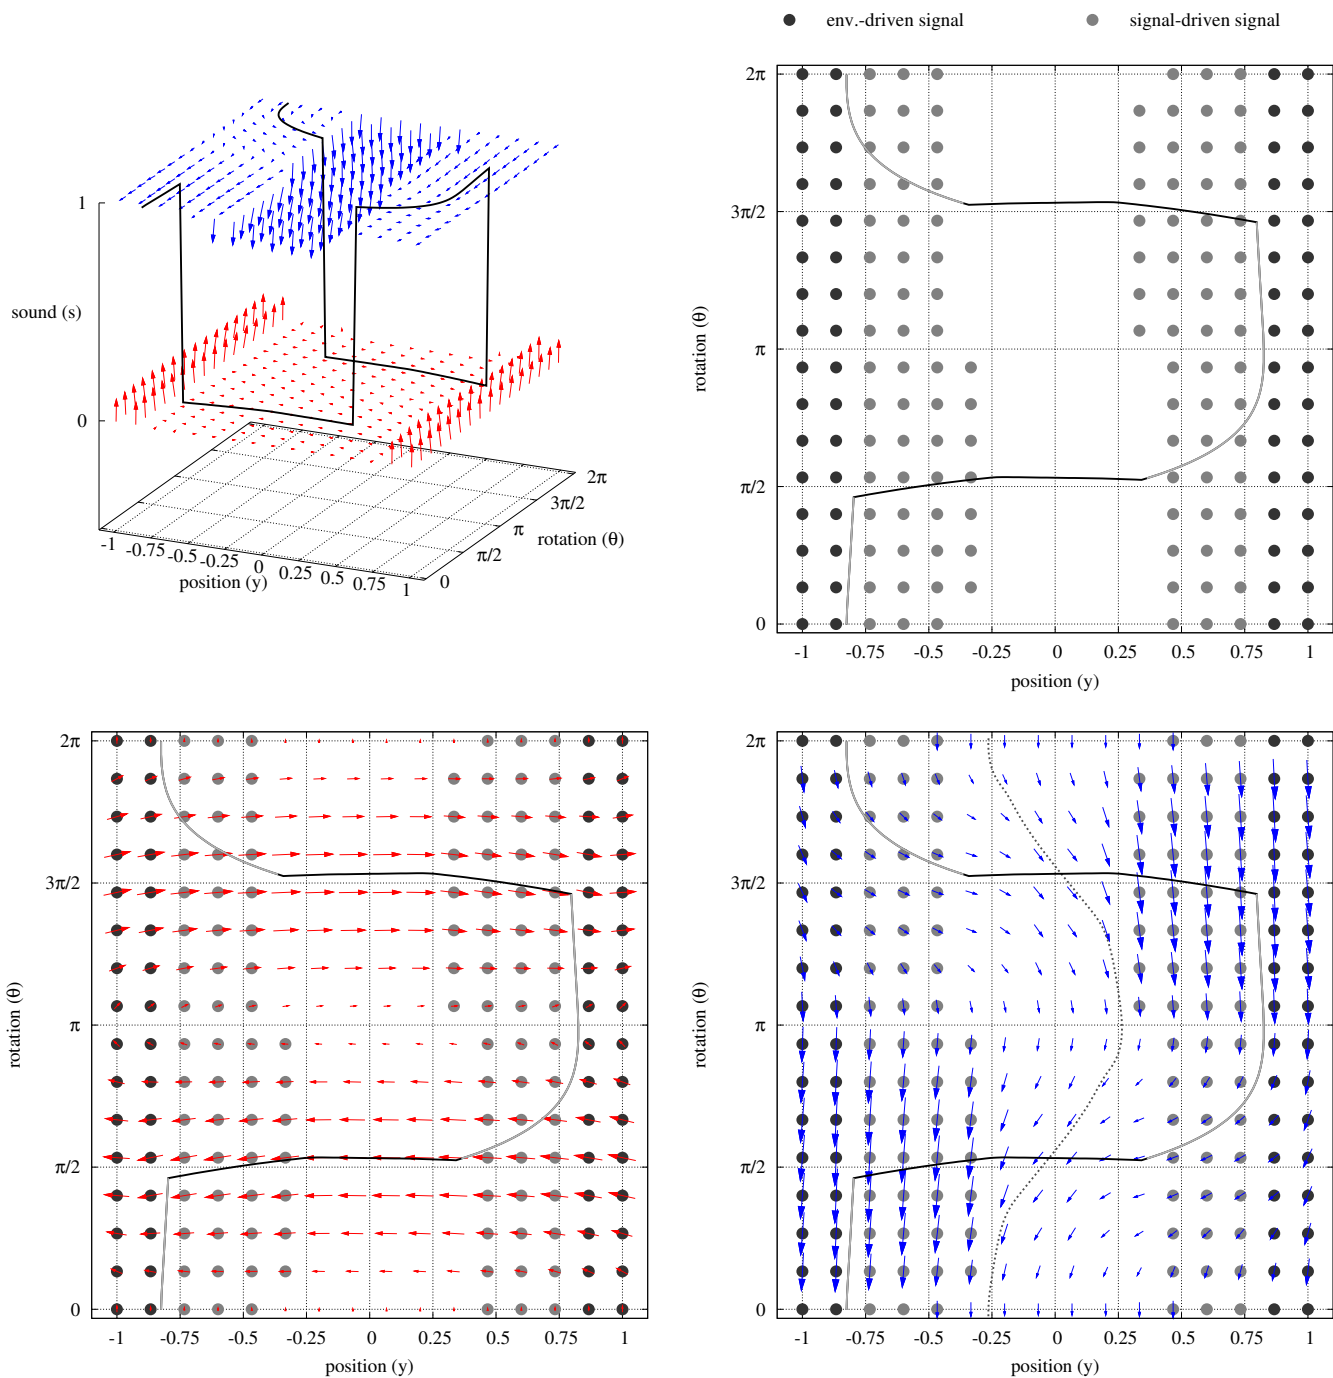 env.-driven signal signal-driven signal
1
sound (s)
0
-1 -0.75 -0.5 -0.25 0 0.25 0.5 0.75 1
position (y)
0 π/2 π 3π/2 2π
rotation (θ)
2π
3π/2
π
π/2
0
rotation (θ)
-1 -0.75 -0.5 -0.25 0 0.25 0.5 0.75 1
position (y)
2π
3π/2
π
π/2
0
rotation (θ)
-1 -0.75 -0.5 -0.25 0 0.25 0.5 0.75 1
position (y)
2π
3π/2
π
π/2
0
rotation (θ)
-1 -0.75 -0.5 -0.25 0 0.25 0.5 0.75 1
position (y)